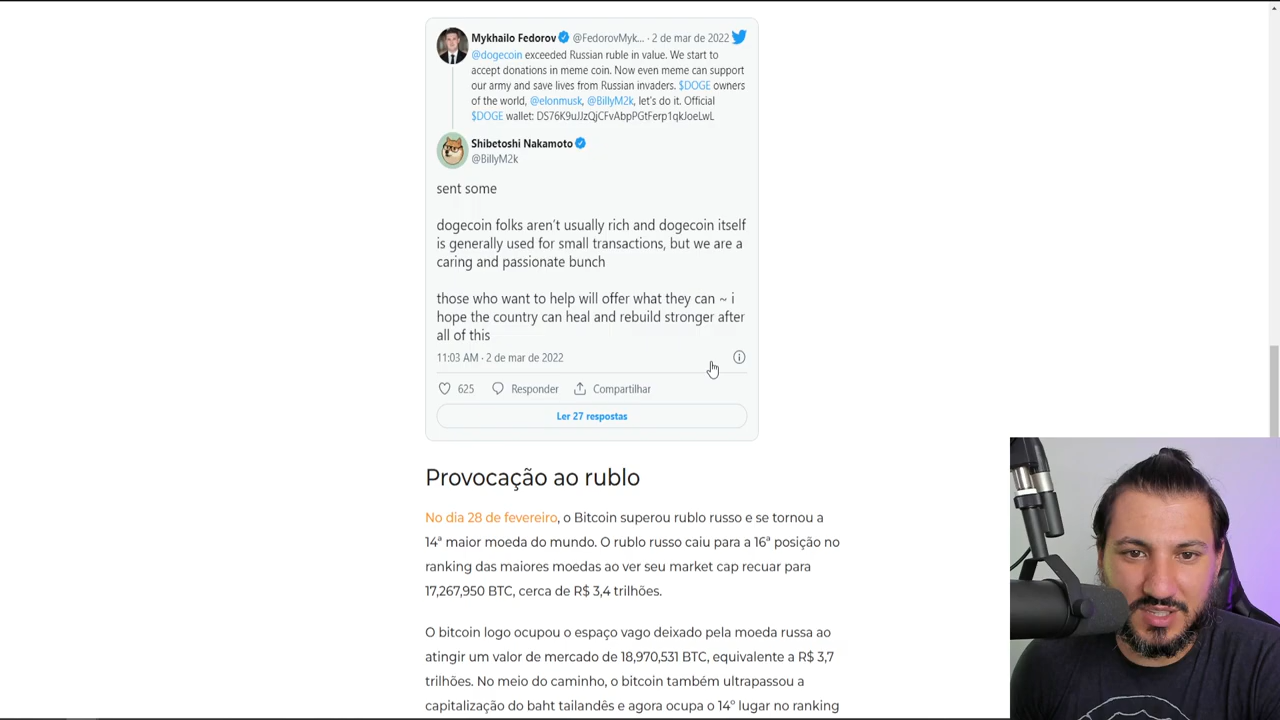 Mykhailo Fedorov @FedorovMyk... · 2 de mar de 2022
@dogecoin exceeded Russian ruble in value. We start to
accept donations in meme coin. Now even meme can support
our army and save lives from Russian invaders. $DOGE owners
of the world, @elonmusk, @BillyM2k, let's do it. Official
$DOGE wallet: DS76K9uJJzQjCFvAbpPGtFerp1qkJoeLwL
Shibetoshi Nakamoto
@BillyM2k
sent some
dogecoin folks aren't usually rich and dogecoin itself
is generally used for small transactions, but we are a
caring and passionate bunch
those who want to help will offer what they can ~ i
hope the country can heal and rebuild stronger after
all of this
11:03 AM · 2 de mar de 2022
625 Responder Compartilhar
Ler 27 respostas
Provocação ao rublo
No dia 28 de fevereiro, o Bitcoin superou rublo russo e se tornou a
14ª maior moeda do mundo. O rublo russo caiu para a 16ª posição no
ranking das maiores moedas ao ver seu market cap recuar para
17,267,950 BTC, cerca de R$ 3,4 trilhões.
O bitcoin logo ocupou o espaço vago deixado pela moeda russa ao
atingir um valor de mercado de 18,970,531 BTC, equivalente a R$ 3,7
trilhões. No meio do caminho, o bitcoin também ultrapassou a
capitalização do baht tailandês e agora ocupa o 14º lugar no ranking